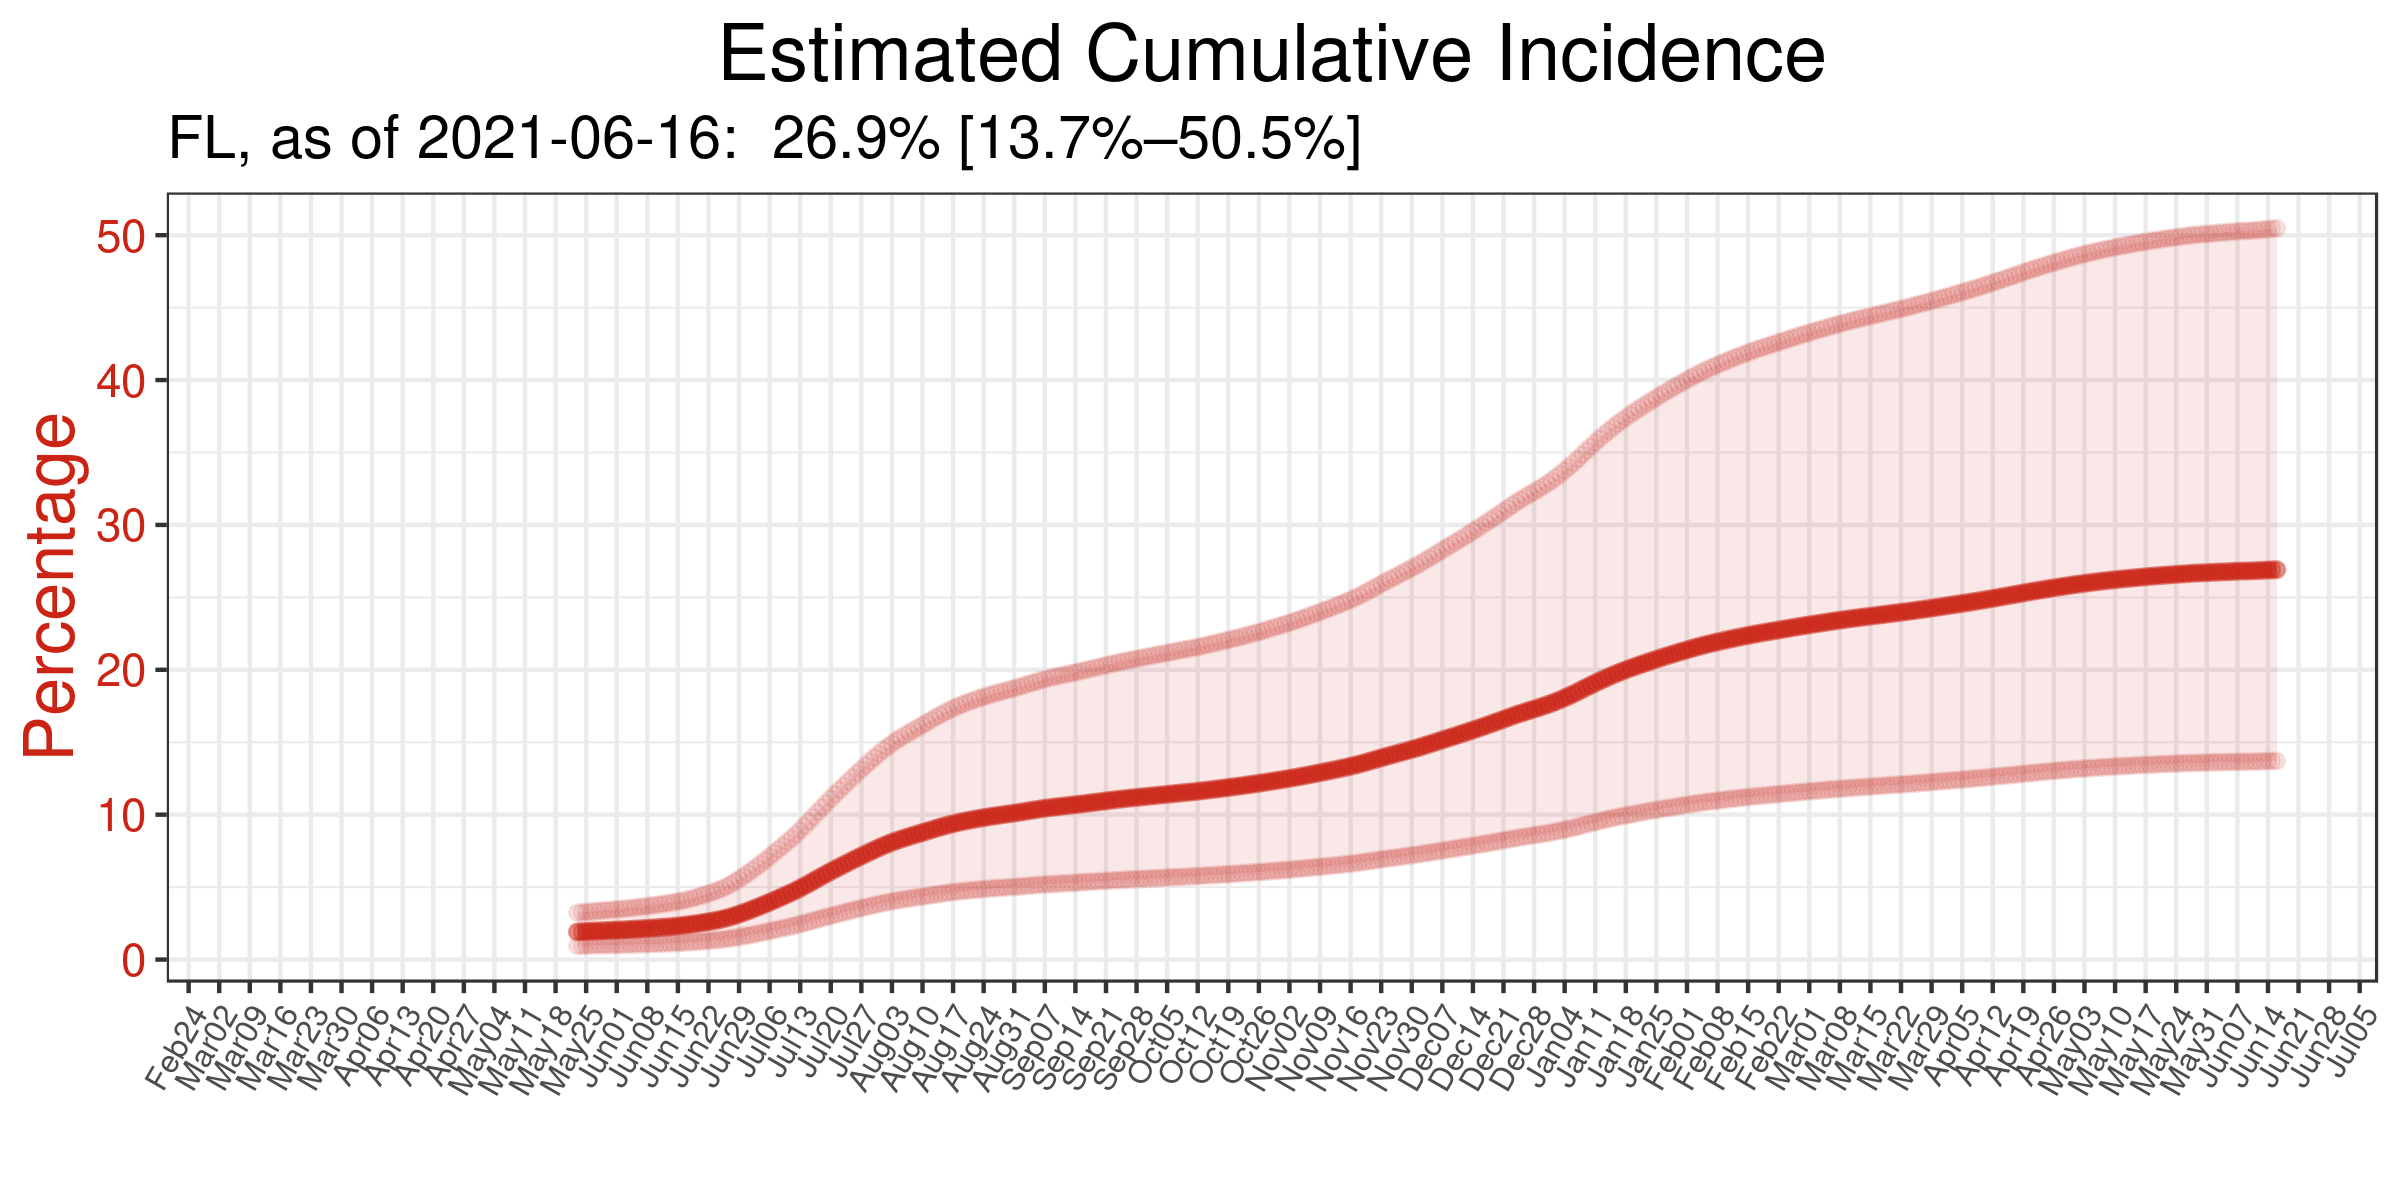 Estimated Cumulative Incidence
FL, as of 2021-06-16:  26.9% [13.7%–50.5%]
Percentage
50
40
30
20
10
0
Feb24
Mar02
Mar09
Mar16
Mar23
Mar30
Apr06
Apr13
Apr20
Apr27
May04
May11
May18
May25
Jun01
Jun08
Jun15
Jun22
Jun29
Jul06
Jul13
Jul20
Jul27
Aug03
Aug10
Aug17
Aug24
Aug31
Sep07
Sep14
Sep21
Sep28
Oct05
Oct12
Oct19
Oct26
Nov02
Nov09
Nov16
Nov23
Nov30
Dec07
Dec14
Dec21
Dec28
Jan04
Jan11
Jan18
Jan25
Feb01
Feb08
Feb15
Feb22
Mar01
Mar08
Mar15
Mar22
Mar29
Apr05
Apr12
Apr19
Apr26
May03
May10
May17
May24
May31
Jun07
Jun14
Jun21
Jun28
Jul05